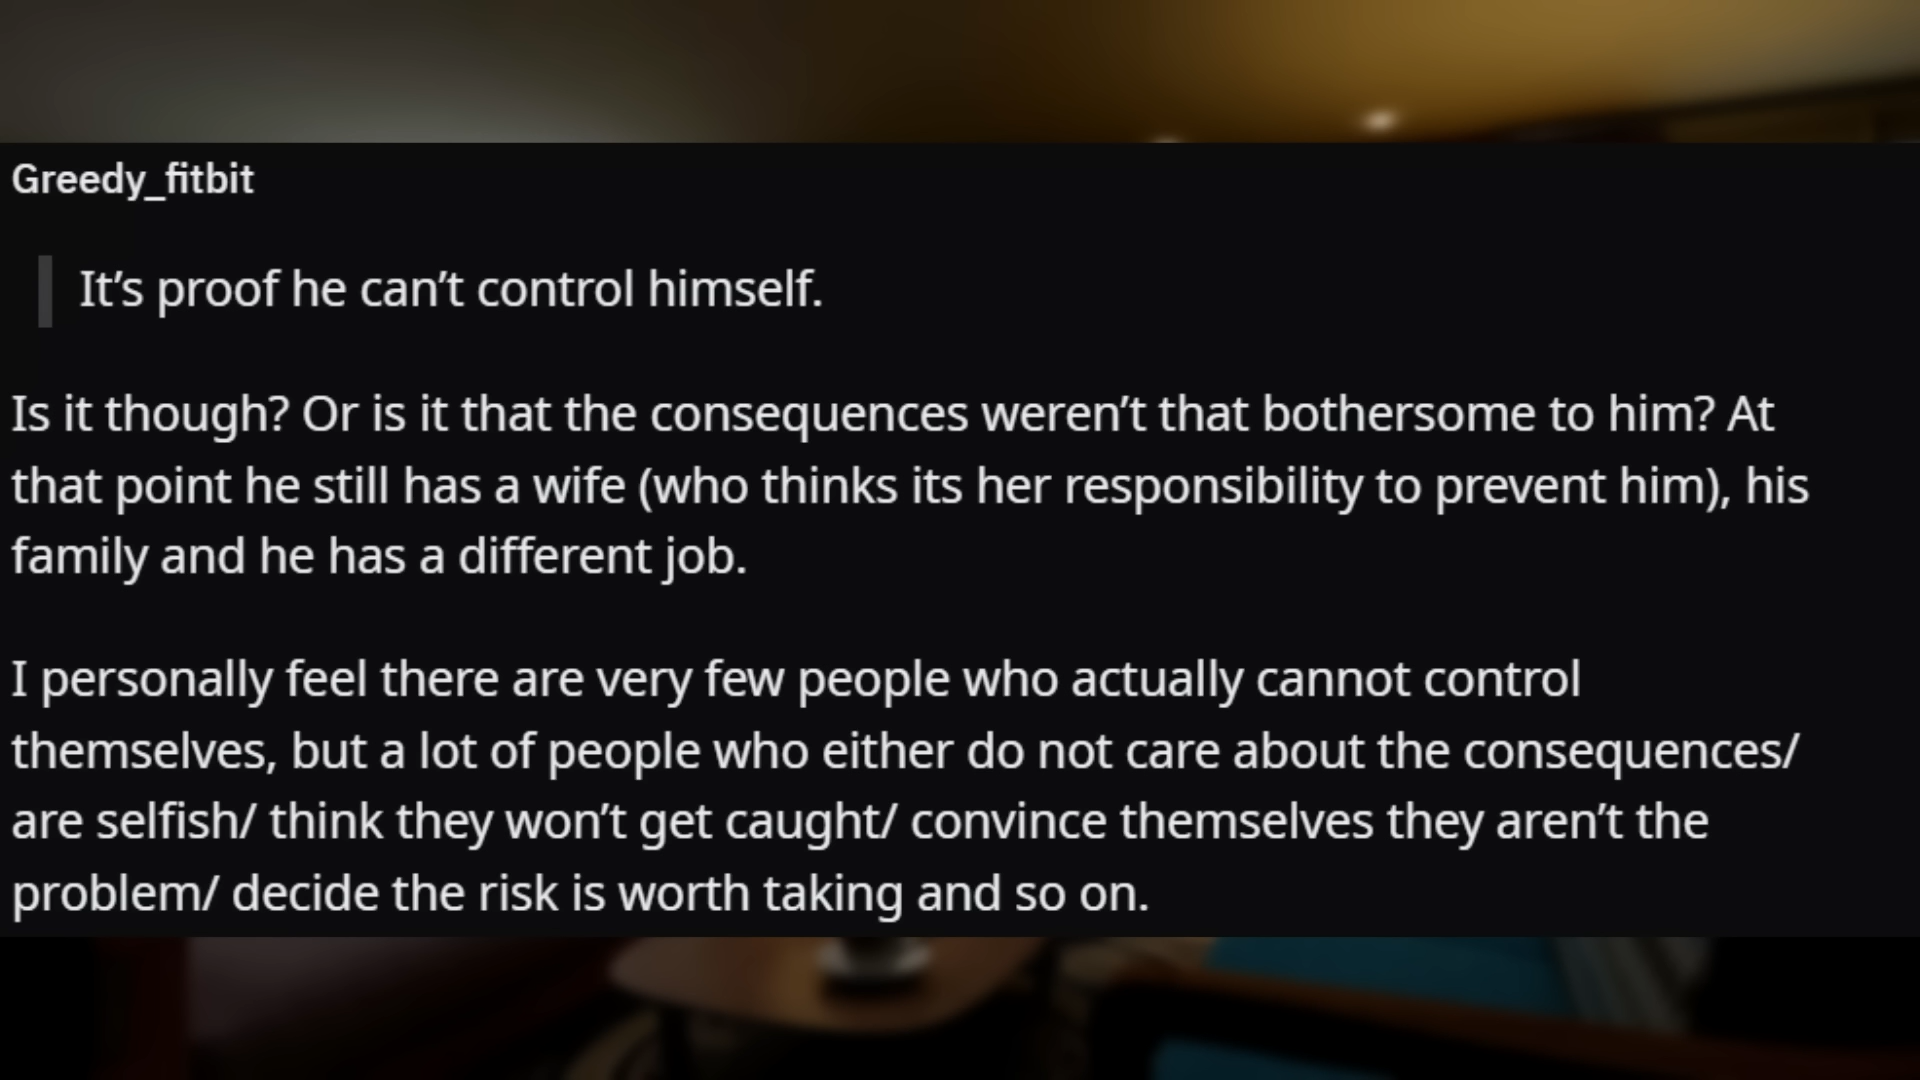 Greedy_fitbit
It’s proof he can’t control himself.
Is it though? Or is it that the consequences weren’t that bothersome to him? At
that point he still has a wife (who thinks its her responsibility to prevent him), his
family and he has a different job.
I personally feel there are very few people who actually cannot control
themselves, but a lot of people who either do not care about the consequences/
are selfish/ think they won’t get caught/ convince themselves they aren’t the
problem/ decide the risk is worth taking and so on.